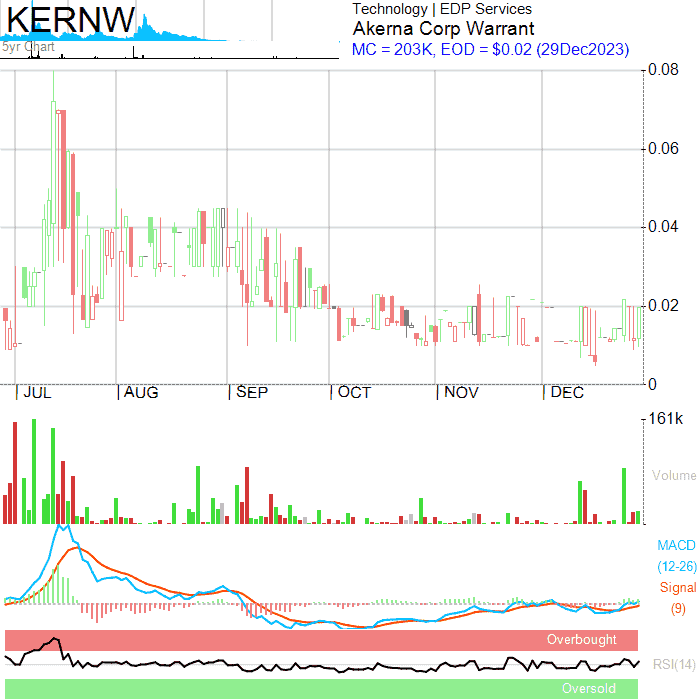 KERNW
5yr Chart
Technology | EDP Services
Akerna Corp Warrant
MC = 203K, EOD = $0.02 (29Dec2023)
0.08
0.06
0.04
0.02
0
JUL AUG SEP OCT NOV DEC
161k
Volume
MACD
(12-26)
Signal
(9)
Overbought
RSI(14)
Oversold